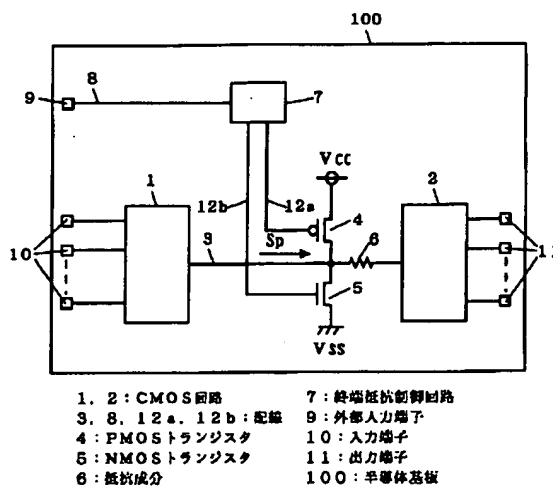 100
9
8
7
VCC
1
12b
12a
2
4
10
3
Sp
6
11
5
VSS
1, 2：CMOS回路
7：終端抵抗制御回路
3, 8, 12a, 12b：配線
9：外部入力端子
4：PMOSトランジスタ
10：入力端子
5：NMOSトランジスタ
11：出力端子
6：抵抗成分
100：半導体基板